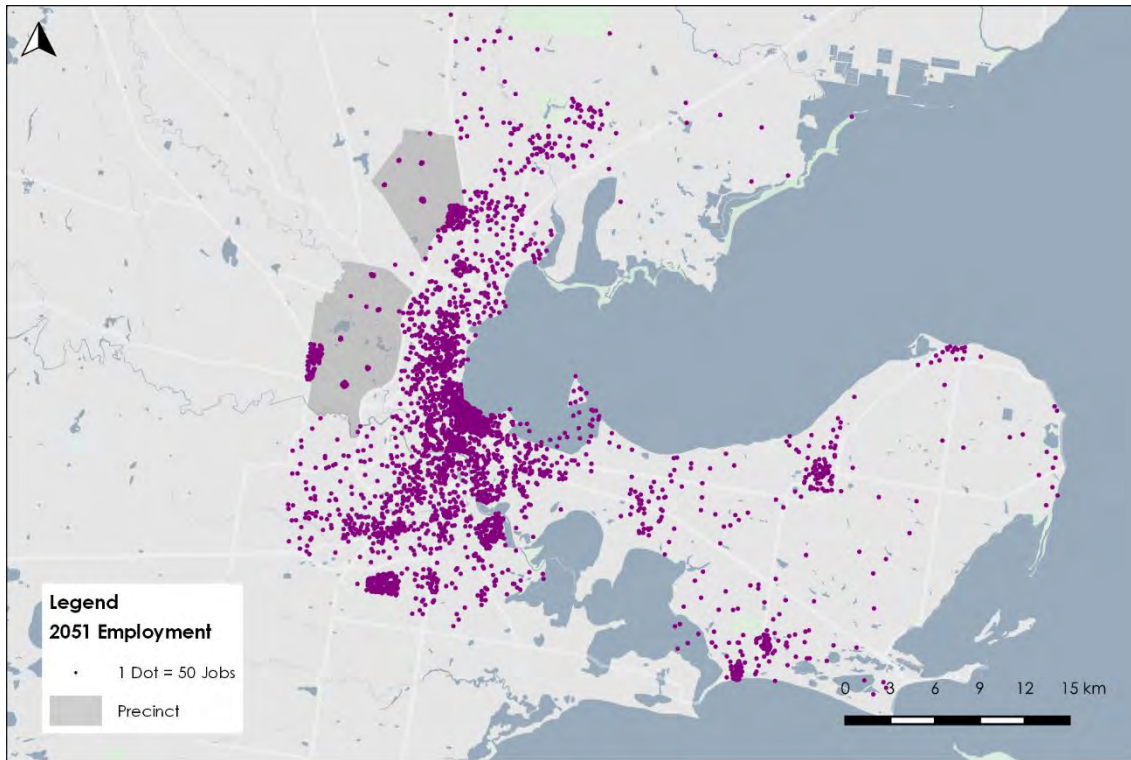 Legend
2051 Employment
1 Dot = 50 Jobs
Precinct
0 3 6 9 12 15 km